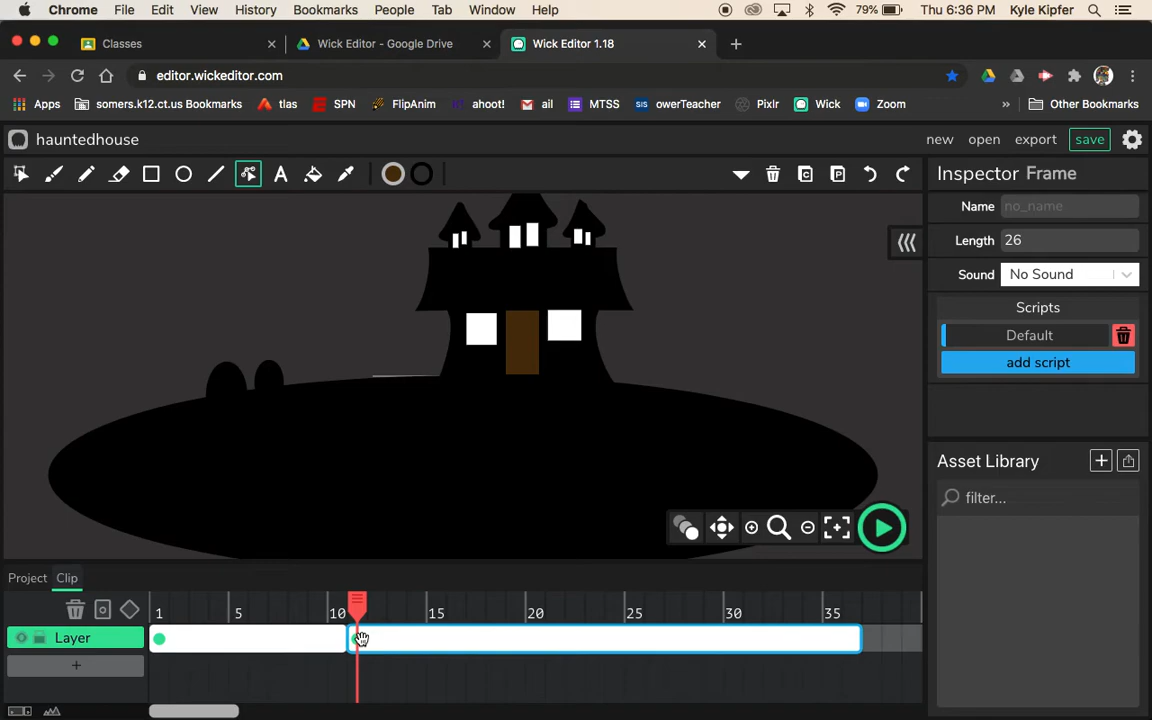 Chrome File Edit View History Bookmarks People Tab Window Help 79% Thu 6:36 PM Kyle Kipfer
Classes Wick Editor - Google Drive Wick Editor 1.18
editor.wickeditor.com
Apps somers.k12.ct.us Bookmarks tlas SPN FlipAnim ahoot! ail MTSS SIS owerTeacher Pixlr Wick Zoom » Other Bookmarks
hauntedhouse new open export save
A C P Inspector Frame
Name no_name
Length 26
Sound No Sound
Scripts
Default
add script
Asset Library
filter...
Project Clip
1 5 10 15 20 25 30 35
Layer
+